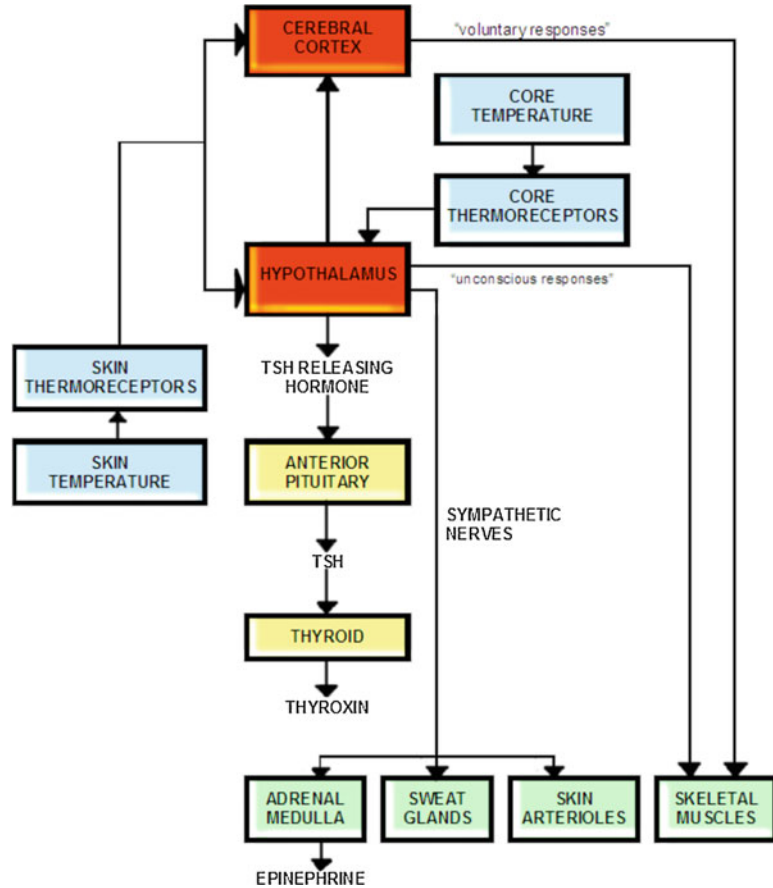 CEREBRAL
CORTEX
"voluntary responses"
CORE
TEMPERATURE
CORE
THERMORECEPTORS
HYPOTHALAMUS
"unconscious responses"
SKIN
THERMORECEPTORS
TSH RELEASING
HORMONE
SKIN
TEMPERATURE
ANTERIOR
PITUITARY
SYMPATHETIC
NERVES
TSH
THYROID
THYROXIN
ADRENAL
MEDULLA
SWEAT
GLANDS
SKIN
ARTERIOLES
SKELETAL
MUSCLES
EPINEPHRINE